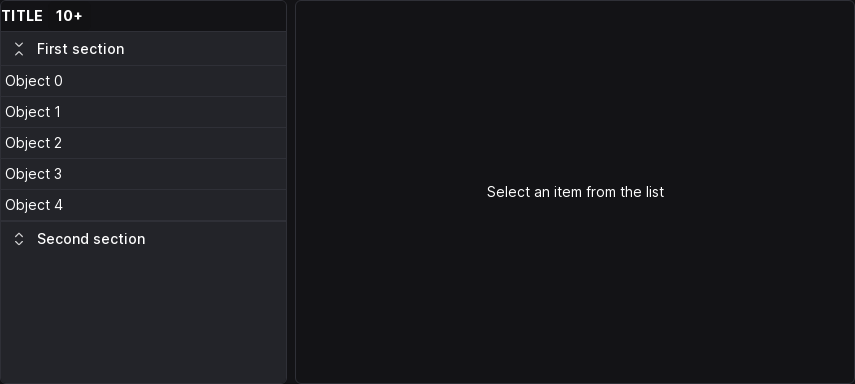 TITLE 10+
First section
Object 0
Object 1
Object 2
Object 3
Object 4
Second section
Select an item from the list